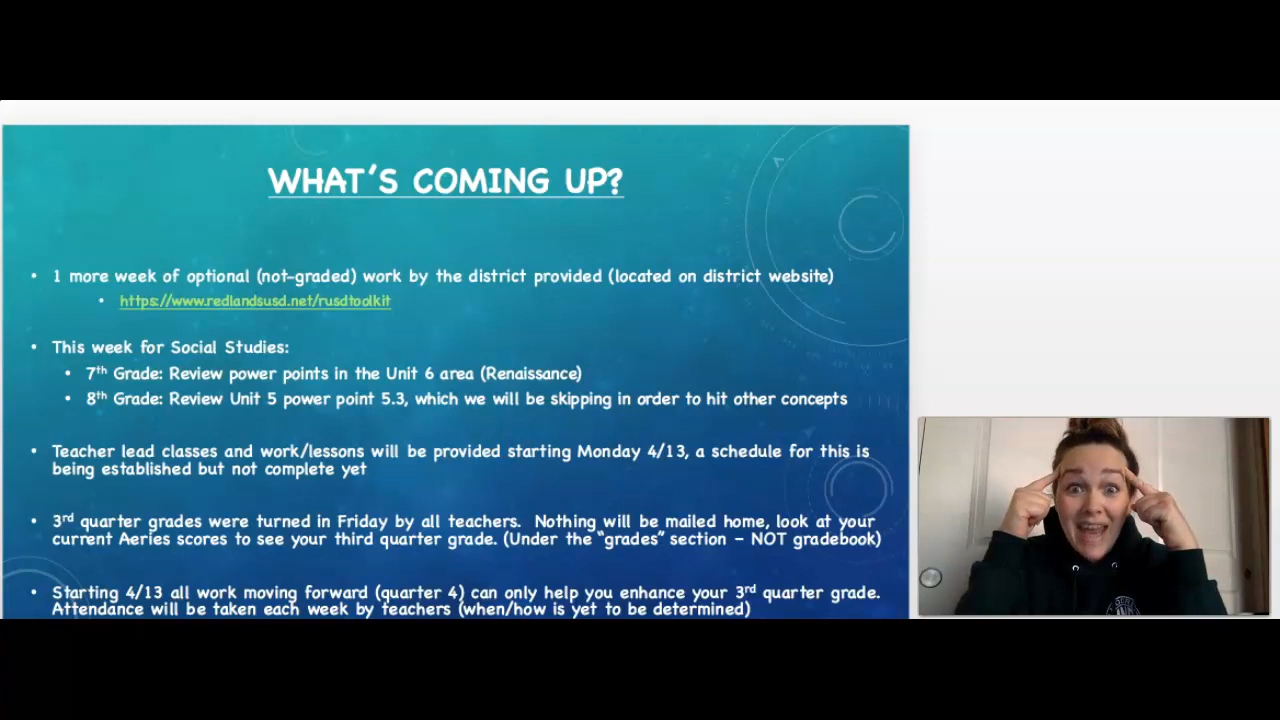 WHAT'S COMING UP?
• 1 more week of optional (not-graded) work by the district provided (located on district website)
• https://www.redlandsusd.net/rusdtoolkit
• This week for Social Studies:
• 7th Grade: Review power points in the Unit 6 area (Renaissance)
• 8th Grade: Review Unit 5 power point 5.3, which we will be skipping in order to hit other concepts
• Teacher lead classes and work/lessons will be provided starting Monday 4/13, a schedule for this is
being established but not complete yet
• 3rd quarter grades were turned in Friday by all teachers. Nothing will be mailed home, look at your
current Aeries scores to see your third quarter grade. (Under the "grades" section – NOT gradebook)
• Starting 4/13 all work moving forward (quarter 4) can only help you enhance your 3rd quarter grade.
Attendance will be taken each week by teachers (when/how is yet to be determined)